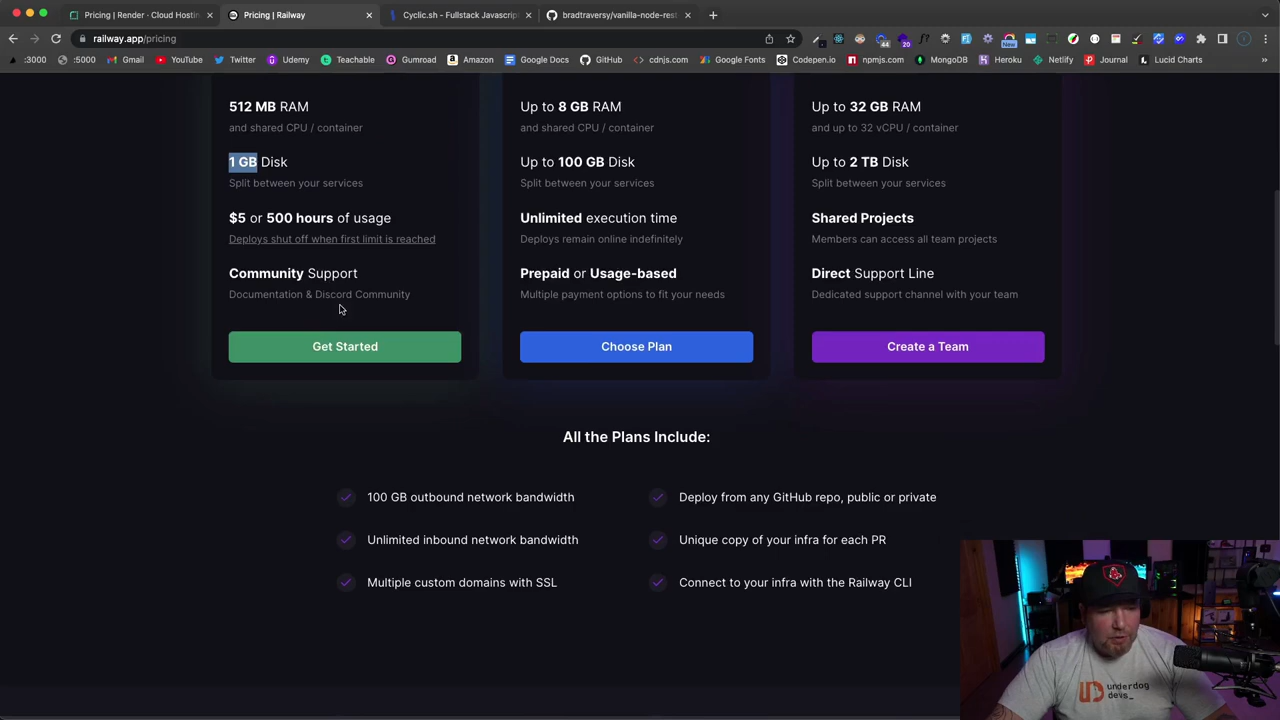 Pricing | Render · Cloud Hostin
Pricing | Railway
Cyclic.sh - Fullstack Javascrip
bradtraversy/vanilla-node-rest
railway.app/pricing
:3000
:5000
Gmail
YouTube
Twitter
Udemy
Teachable
Gumroad
Amazon
Google Docs
GitHub
cdnjs.com
Google Fonts
Codepen.io
npmjs.com
MongoDB
Heroku
Netlify
Journal
Lucid Charts
512 MB RAM
and shared CPU / container
1 GB Disk
Split between your services
$5 or 500 hours of usage
Deploys shut off when first limit is reached
Community Support
Documentation & Discord Community
Get Started
Up to 8 GB RAM
and shared CPU / container
Up to 100 GB Disk
Split between your services
Unlimited execution time
Deploys remain online indefinitely
Prepaid or Usage-based
Multiple payment options to fit your needs
Choose Plan
Up to 32 GB RAM
and up to 32 vCPU / container
Up to 2 TB Disk
Split between your services
Shared Projects
Members can access all team projects
Direct Support Line
Dedicated support channel with your team
Create a Team
All the Plans Include:
100 GB outbound network bandwidth
Unlimited inbound network bandwidth
Multiple custom domains with SSL
Deploy from any GitHub repo, public or private
Unique copy of your infra for each PR
Connect to your infra with the Railway CLI
underdog
devs_